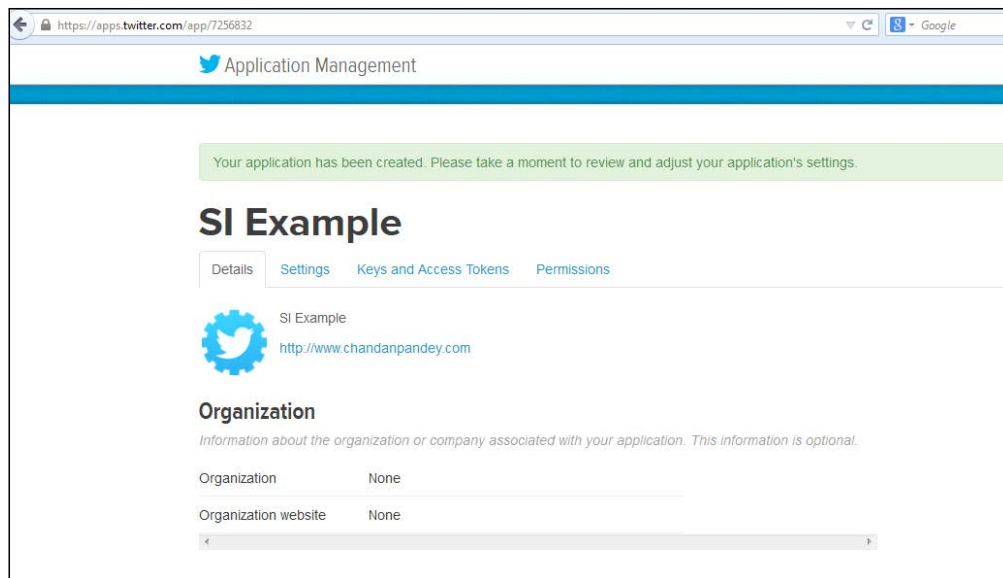 https://apps.twitter.com/app/7256832
8 Google
Application Management
Your application has been created. Please take a moment to review and adjust your application's settings.
SI Example
Details Settings Keys and Access Tokens Permissions
SI Example
http://www.chandanpandey.com
Organization
Information about the organization or company associated with your application. This information is optional.
Organization None
Organization website None